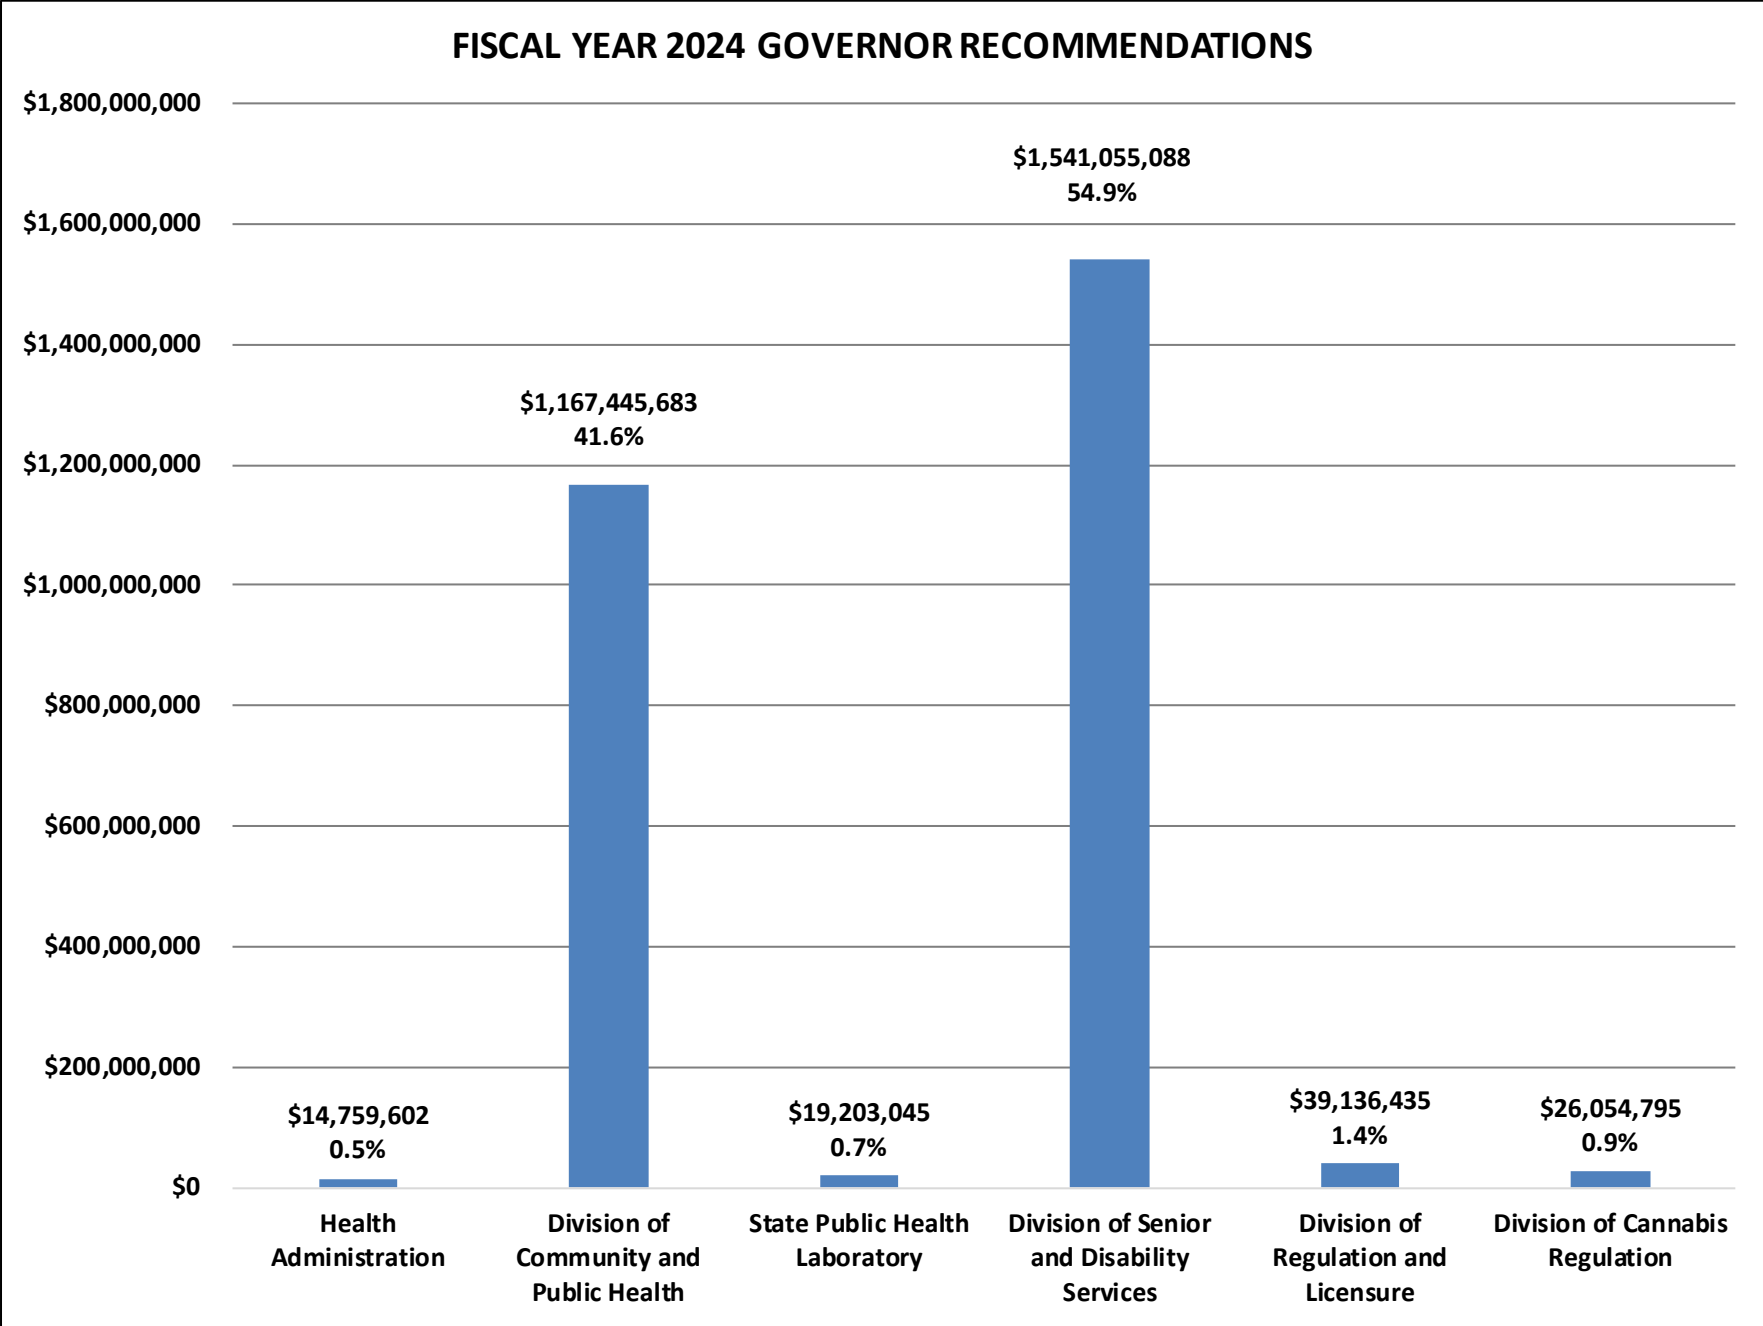 FISCAL YEAR 2024 GOVERNOR RECOMMENDATIONS
$1,800,000,000
$1,600,000,000
$1,400,000,000
$1,200,000,000
$1,000,000,000
$800,000,000
$600,000,000
$400,000,000
$200,000,000
$0
$14,759,602
0.5%
$1,167,445,683
41.6%
$19,203,045
0.7%
$1,541,055,088
54.9%
$39,136,435
1.4%
$26,054,795
0.9%
Health
Administration
Division of
Community and
Public Health
State Public Health
Laboratory
Division of Senior
and Disability
Services
Division of
Regulation and
Licensure
Division of Cannabis
Regulation